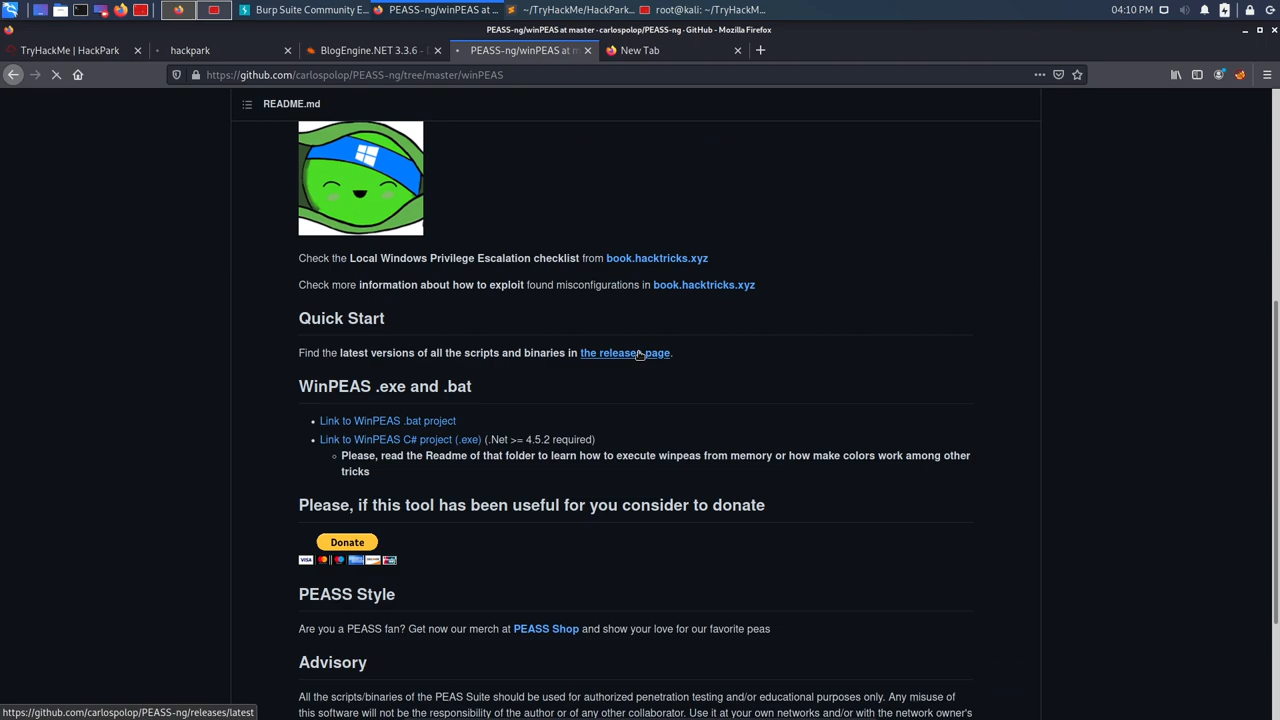 Burp Suite Community E...
PEASS-ng/winPEAS at ...
~/TryHackMe/HackPark...
root@kali: ~/TryHackM...
04:10 PM
PEASS-ng/winPEAS at master · carlospolop/PEASS-ng · GitHub - Mozilla Firefox
TryHackMe | HackPark
hackpark
BlogEngine.NET 3.3.6 -
PEASS-ng/winPEAS at m
New Tab
https://github.com/carlospolop/PEASS-ng/tree/master/winPEAS
README.md
Check the Local Windows Privilege Escalation checklist from book.hacktricks.xyz
Check more information about how to exploit found misconfigurations in book.hacktricks.xyz
Quick Start
Find the latest versions of all the scripts and binaries in the releases page.
WinPEAS .exe and .bat
Link to WinPEAS .bat project
Link to WinPEAS C# project (.exe) (.Net >= 4.5.2 required)
Please, read the Readme of that folder to learn how to execute winpeas from memory or how make colors work among other
tricks
Please, if this tool has been useful for you consider to donate
Donate
VISA
PEASS Style
Are you a PEASS fan? Get now our merch at PEASS Shop and show your love for our favorite peas
Advisory
All the scripts/binaries of the PEAS Suite should be used for authorized penetration testing and/or educational purposes only. Any misuse
of this software will not be the responsibility of the author or of any other collaborator. Use it at your own networks and/or with the network owner's
https://github.com/carlospolop/PEASS-ng/releases/latest